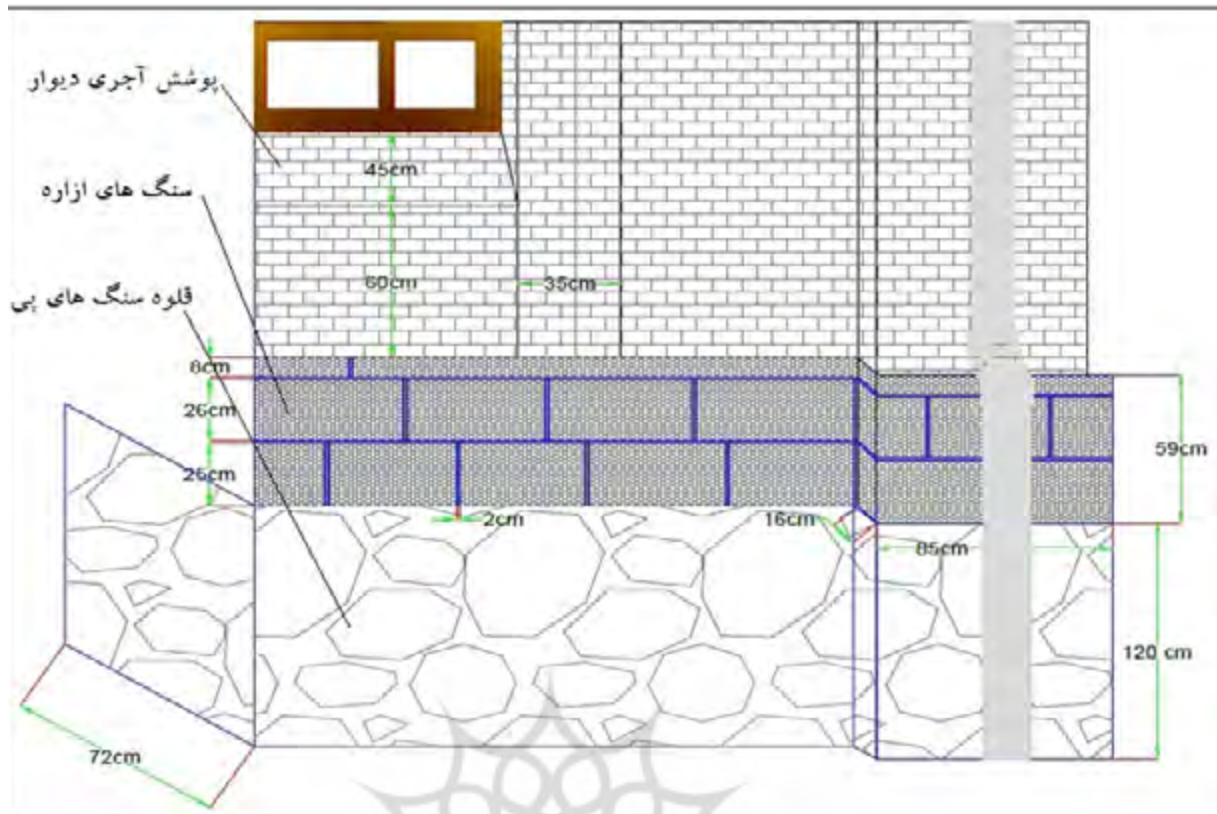 پوشش آجری دیوار
سنگ های ازاره
قلوه سنگ های پی
45cm
60cm
35cm
8cm
26cm
26cm
2cm
16cm
85cm
59cm
120 cm
72cm